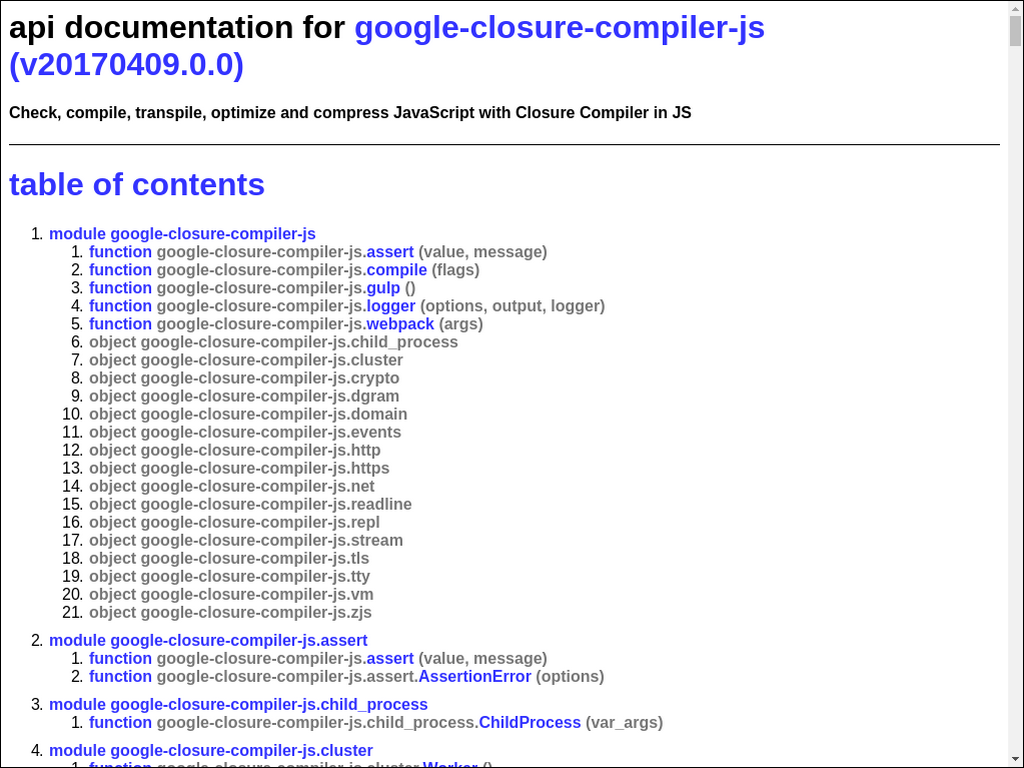 api documentation for google-closure-compiler-js
(v20170409.0.0)
Check, compile, transpile, optimize and compress JavaScript with Closure Compiler in JS
table of contents
1. module google-closure-compiler-js
1. function google-closure-compiler-js.assert (value, message)
2. function google-closure-compiler-js.compile (flags)
3. function google-closure-compiler-js.gulp ()
4. function google-closure-compiler-js.logger (options, output, logger)
5. function google-closure-compiler-js.webpack (args)
6. object google-closure-compiler-js.child_process
7. object google-closure-compiler-js.cluster
8. object google-closure-compiler-js.crypto
9. object google-closure-compiler-js.dgram
10. object google-closure-compiler-js.domain
11. object google-closure-compiler-js.events
12. object google-closure-compiler-js.http
13. object google-closure-compiler-js.https
14. object google-closure-compiler-js.net
15. object google-closure-compiler-js.readline
16. object google-closure-compiler-js.repl
17. object google-closure-compiler-js.stream
18. object google-closure-compiler-js.tls
19. object google-closure-compiler-js.tty
20. object google-closure-compiler-js.vm
21. object google-closure-compiler-js.zjs
2. module google-closure-compiler-js.assert
1. function google-closure-compiler-js.assert (value, message)
2. function google-closure-compiler-js.assert.AssertionError (options)
3. module google-closure-compiler-js.child_process
1. function google-closure-compiler-js.child_process.ChildProcess (var_args)
4. module google-closure-compiler-js.cluster
1. function google-closure-compiler-js.cluster.Worker ()